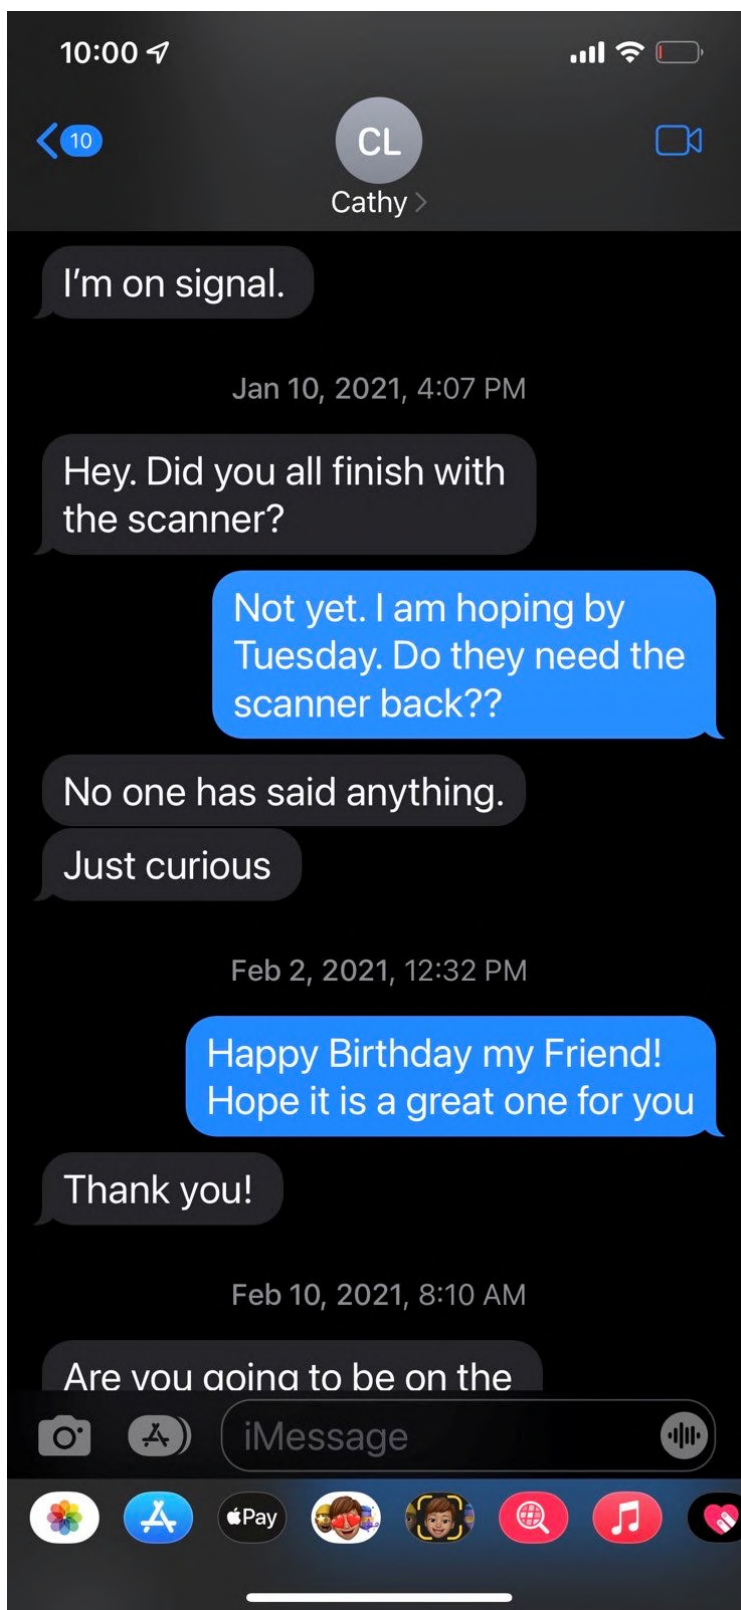 10:00
10
CL
Cathy
I'm on signal.
Jan 10, 2021, 4:07 PM
Hey. Did you all finish with
the scanner?
Not yet. I am hoping by
Tuesday. Do they need the
scanner back??
No one has said anything.
Just curious
Feb 2, 2021, 12:32 PM
Happy Birthday my Friend!
Hope it is a great one for you
Thank you!
Feb 10, 2021, 8:10 AM
Are you going to be on the
iMessage
Pay